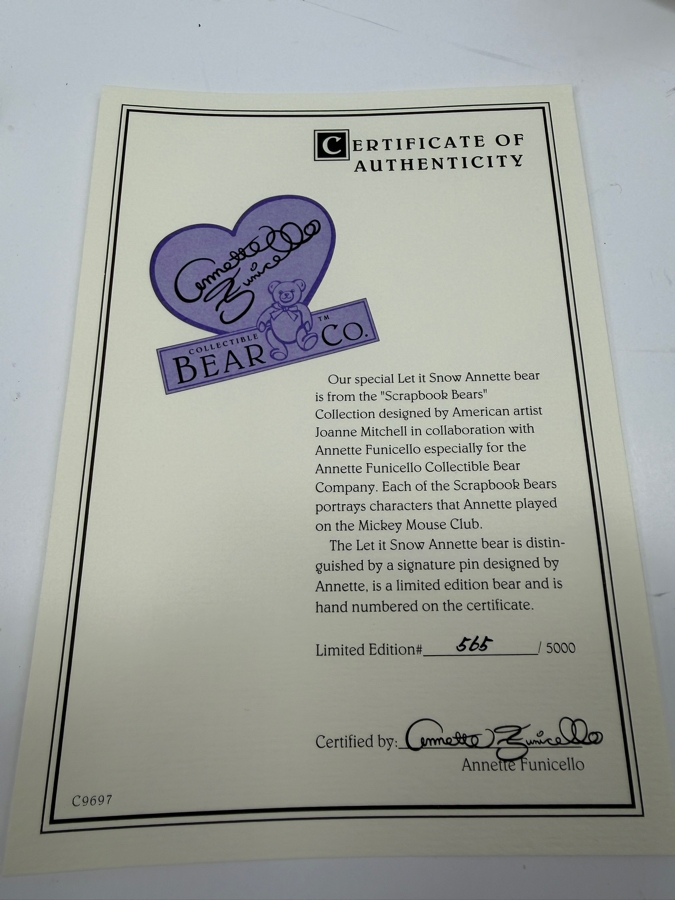 CERTIFICATE OF
AUTHENTICITY
Annette
Funicello
COLLECTIBLE
BEAR CO.™
Our special Let it Snow Annette bear
is from the "Scrapbook Bears"
Collection designed by American artist
Joanne Mitchell in collaboration with
Annette Funicello especially for the
Annette Funicello Collectible Bear
Company. Each of the Scrapbook Bears
portrays characters that Annette played
on the Mickey Mouse Club.
The Let it Snow Annette bear is distin-
guished by a signature pin designed by
Annette, is a limited edition bear and is
hand numbered on the certificate.
Limited Edition# 565 / 5000
Certified by: Annette Funicello
Annette Funicello
C9697